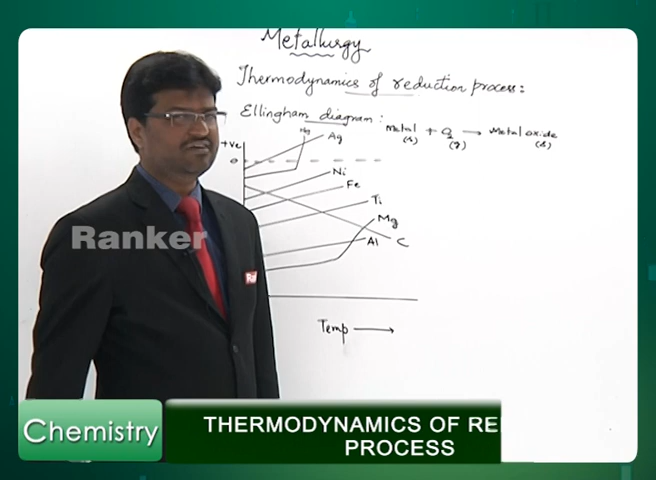 Metallurgy
Thermodynamics of reduction process:
Ellingham diagram:
Metal + O2 → Metal oxide
(s) (g) (s)
+ve
0
Hg
Ag
Ni
Fe
Ti
Mg
Al
C
Temp →
Ranker
Chemistry
THERMODYNAMICS OF RE
PROCESS